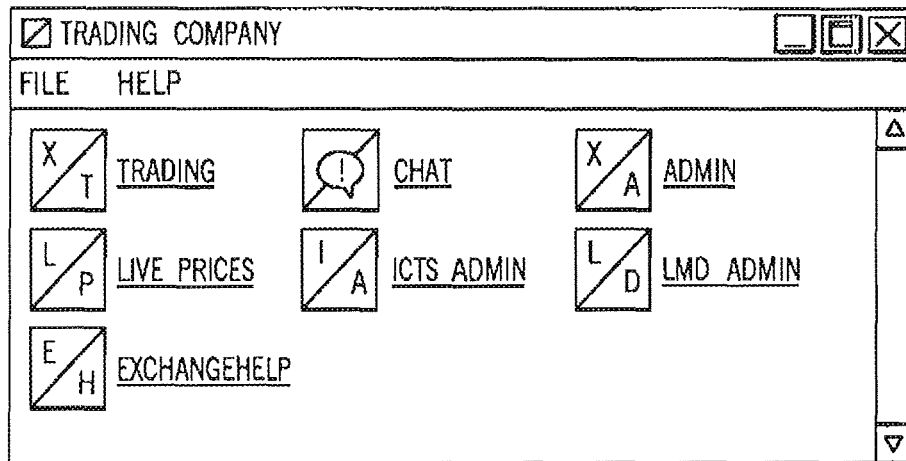 TRADING COMPANY
FILE HELP
X T TRADING ! CHAT X A ADMIN
L P LIVE PRICES I A ICTS ADMIN L D LMD ADMIN
E H EXCHANGEHELP